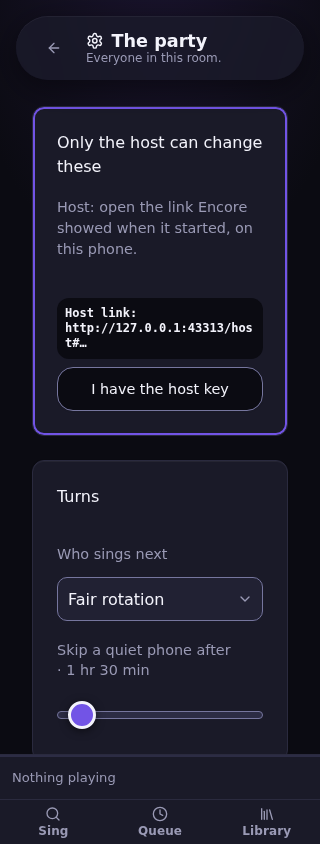 The party
Everyone in this room.
Only the host can change
these
Host: open the link Encore
showed when it started, on
this phone.
Host link:
http://127.0.0.1:43313/hos
t#…
I have the host key
Turns
Who sings next
Fair rotation
Skip a quiet phone after
· 1 hr 30 min
Nothing playing
Sing
Queue
Library